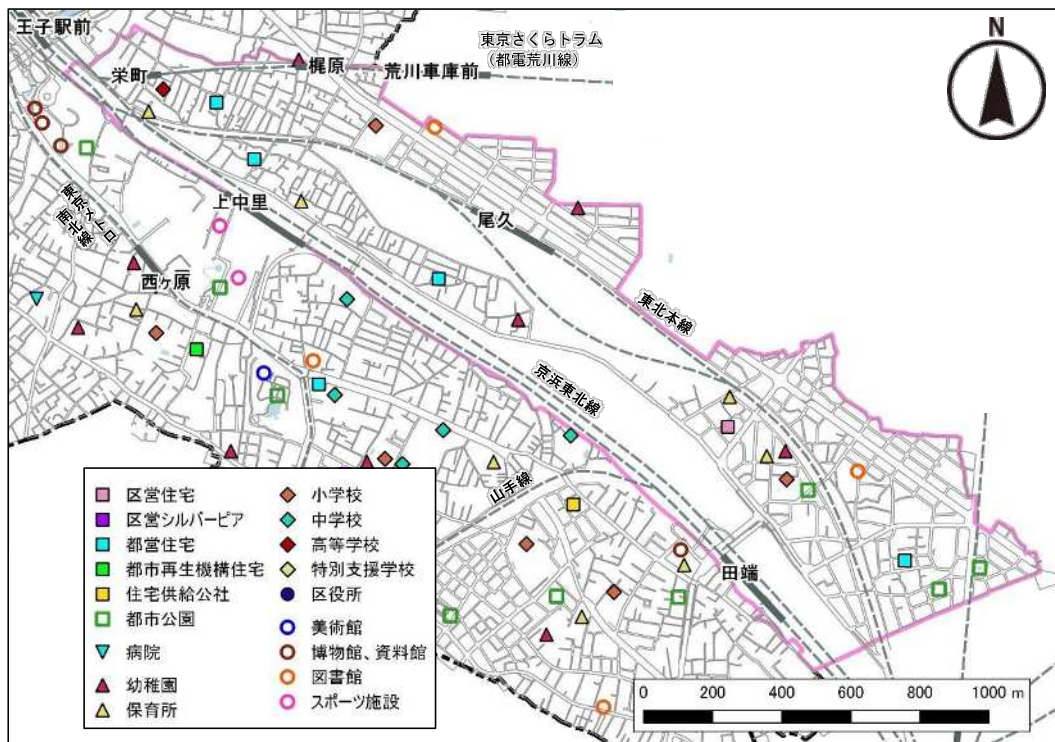 王子駅前
東京さくらトラム
(都電荒川線)
N
栄町
梶原
荒川車庫前
上中里
尾久
東京メトロ
南北線
西ヶ原
東北本線
京浜東北線
山手線
田端
区営住宅
区営シルバーピア
都営住宅
都市再生機構住宅
住宅供給公社
都市公園
病院
幼稚園
保育所
小学校
中学校
高等学校
特別支援学校
区役所
美術館
博物館、資料館
図書館
スポーツ施設
0 200 400 600 800 1000 m